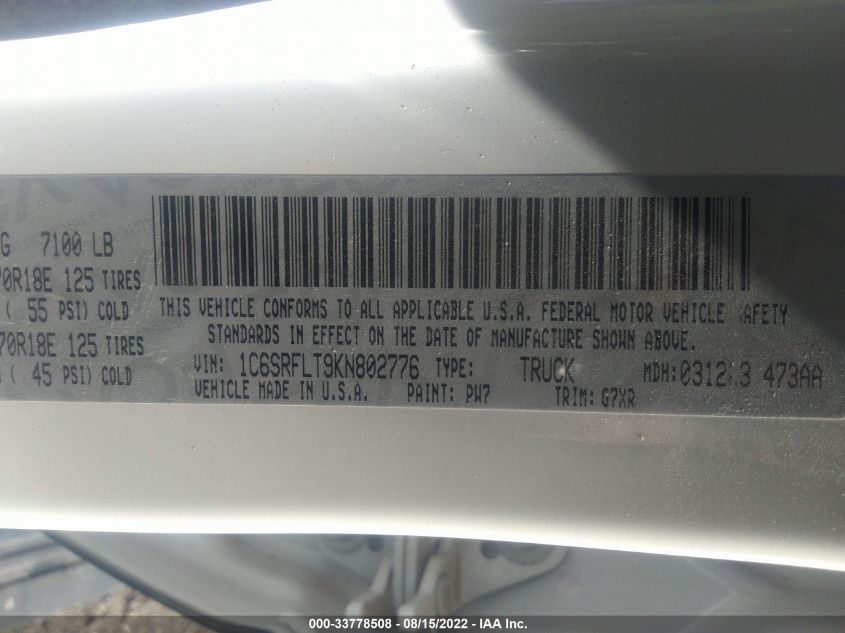 G 7100 LB
70R18E 125 TIRES
( 55 PSI) COLD
70R18E 125 TIRES
( 45 PSI) COLD
THIS VEHICLE CONFORMS TO ALL APPLICABLE U.S.A. FEDERAL MOTOR VEHICLE AFETY
STANDARDS IN EFFECT ON THE DATE OF MANUFACTURE SHOWN ABOVE.
VIN: 1C6SRFLT9KN802776 TYPE: TRUCK MDH: 0312 3 473AA
VEHICLE MADE IN U.S.A. PAINT: PW7 TRIM: G7XR
000-33778508 - 08/15/2022 - IAA Inc.